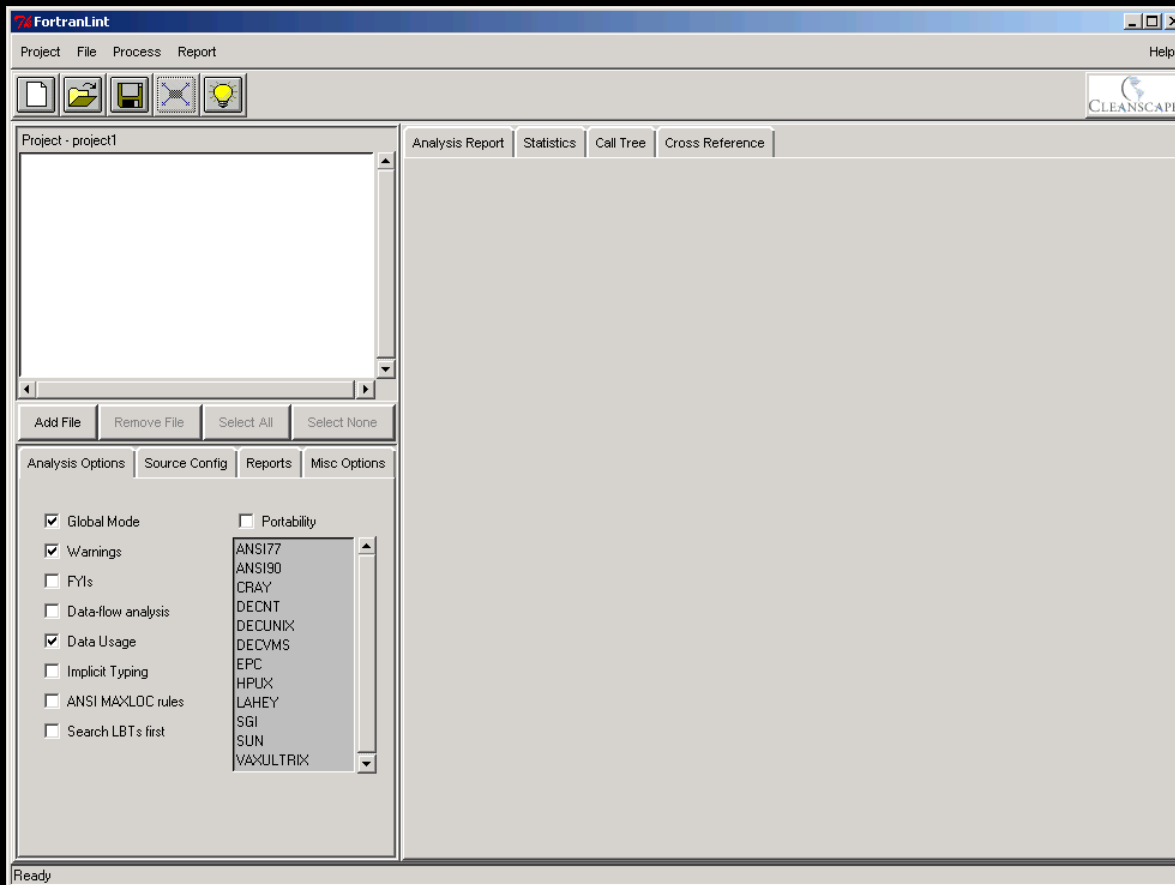 FortranLint
Project File Process Report Help
CLEANSCAPE
Project - project1
Analysis Report Statistics Call Tree Cross Reference
Add File Remove File Select All Select None
Analysis Options Source Config Reports Misc Options
Global Mode
Warnings
FYIs
Data-flow analysis
Data Usage
Implicit Typing
ANSI MAXLOC rules
Search LBTs first
Portability
ANSI77
ANSI90
CRAY
DECNT
DECUNIX
DECVMS
EPC
HPUX
LAHEY
SGI
SUN
VAXULTRIX
Ready